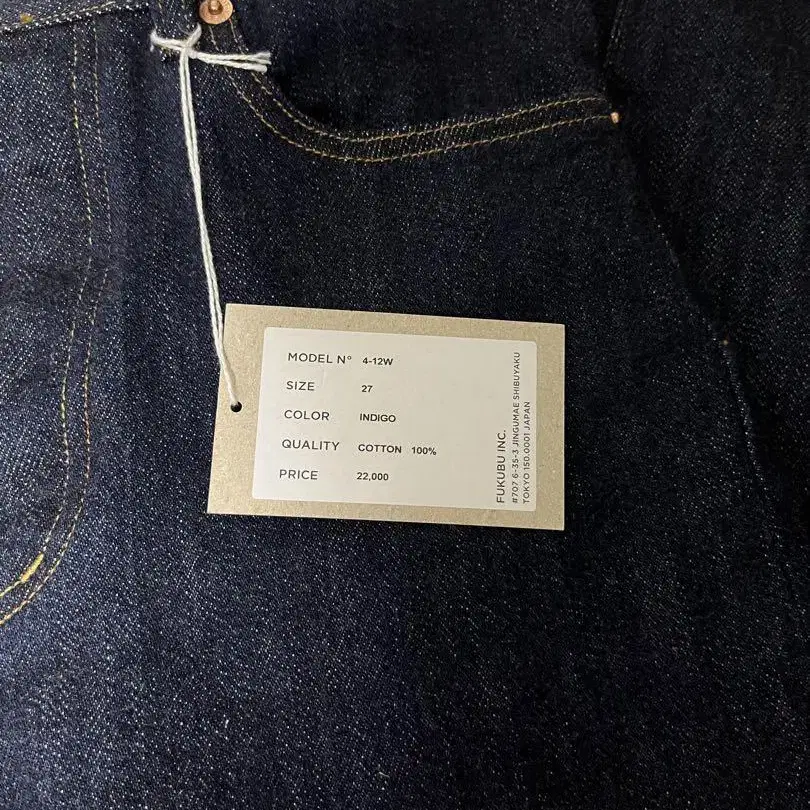 MODEL Nº 4-12W
SIZE 27
COLOR INDIGO
QUALITY COTTON 100%
PRICE 22,000
FUKUBU INC.
#707 6-35-3 JINGUMAE SHIBUYAKU
TOKYO 150.0001 JAPAN